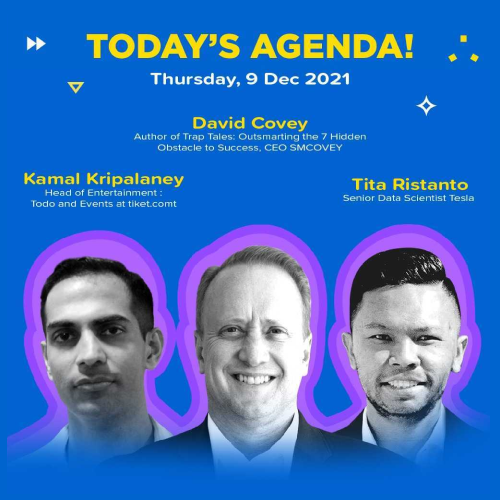 TODAY'S AGENDA!
Thursday, 9 Dec 2021
David Covey
Author of Trap Tales: Outsmarting the 7 Hidden
Obstacle to Success, CEO SMCOVEY
Kamal Kripalaney
Head of Entertainment :
Todo and Events at tiket.comt
Tita Ristanto
Senior Data Scientist Tesla